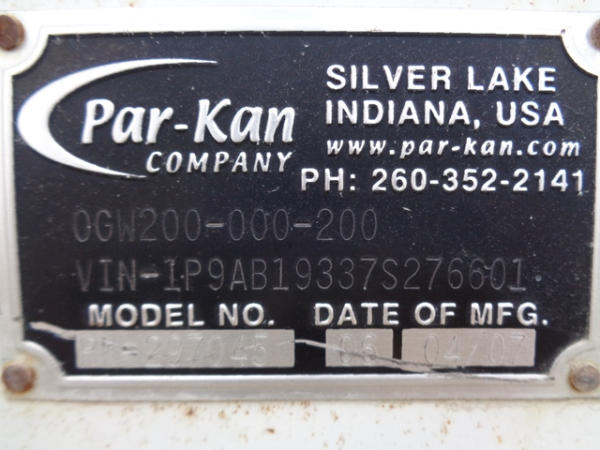 Par-Kan
COMPANY
SILVER LAKE
INDIANA, USA
www.par-kan.com
PH: 260-352-2141
OGW200-000-200
VIN-1P9AB19337S276601
MODEL NO. DATE OF MFG.
04/07